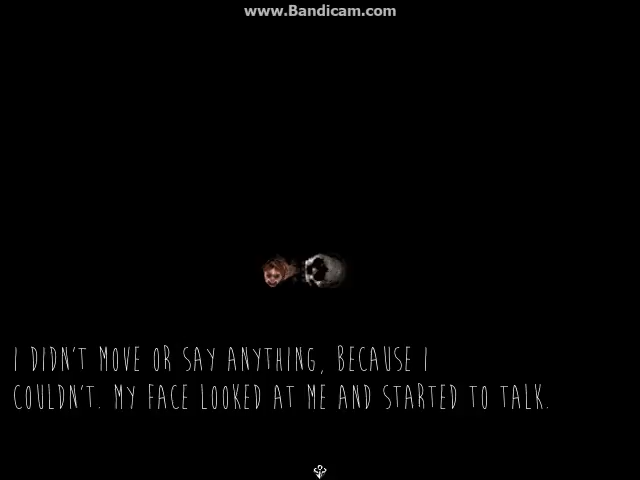 www.Bandicam.com
I DIDN'T MOVE OR SAY ANYTHING, BECAUSE I
COULDN'T. MY FACE LOOKED AT ME AND STARTED TO TALK.